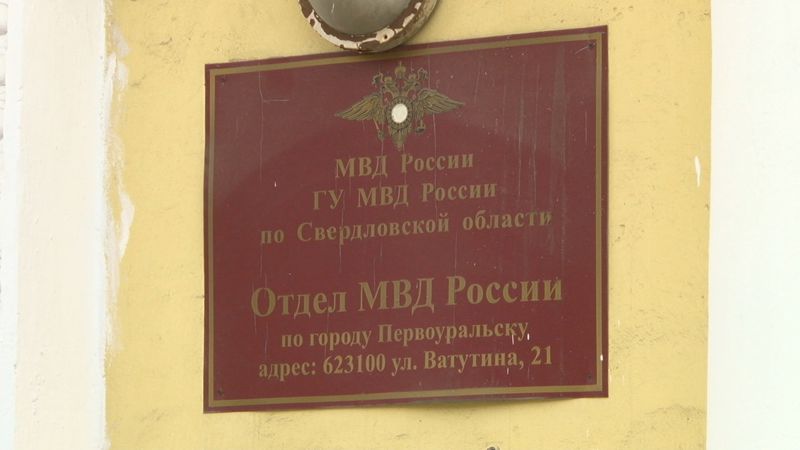 МВД России
ГУ МВД России
по Свердловской области
Отдел МВД России
по городу Первоуральску
адрес: 623100 ул. Ватутина, 21